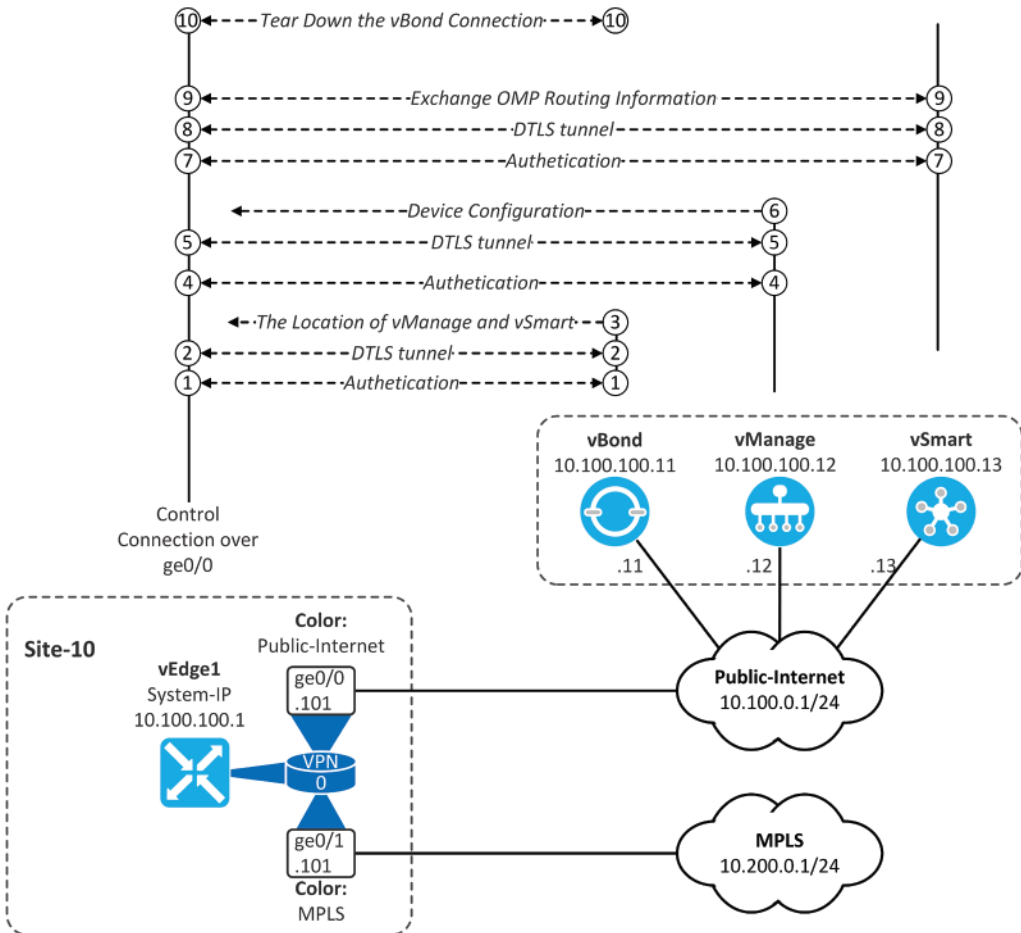 10 Tear Down the vBond Connection 10
9 Exchange OMP Routing Information 9
8 DTLS tunnel 8
7 Authetication 7
Device Configuration 6
5 DTLS tunnel 5
4 Authetication 4
The Location of vManage and vSmart 3
2 DTLS tunnel 2
1 Authetication 1
Control
Connection over
ge0/0
vBond
10.100.100.11
vManage
10.100.100.12
vSmart
10.100.100.13
.11
.12
.13
Site-10
vEdge1
System-IP
10.100.100.1
Color:
Public-Internet
ge0/0
.101
VPN
0
ge0/1
.101
Color:
MPLS
Public-Internet
10.100.0.1/24
MPLS
10.200.0.1/24